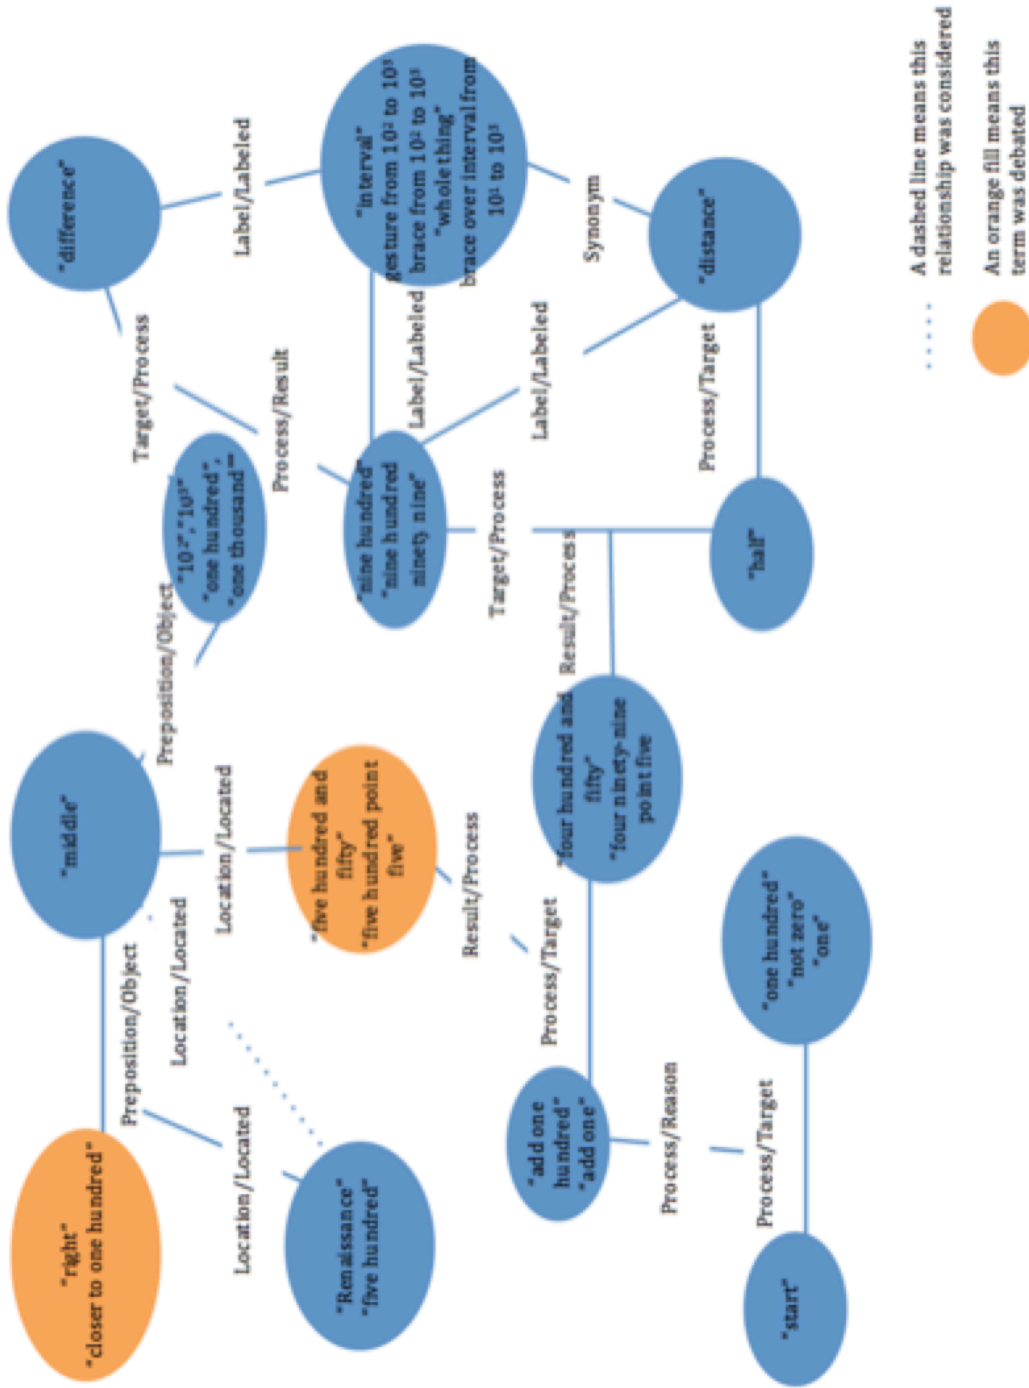 "right"
"closer to one hundred"
Preposition/Object
"middle"
Preposition/Object
Target/Process
"difference"
Location/Located
Location/Located
"10²", "10³"
"one hundred",
"one thousand"
Process/Result
Label/Labeled
Location/Located
"Renaissance"
"five hundred"
"five hundred and
fifty"
"five hundred point
five"
"nine hundred"
"nine hundred
ninety nine"
Label/Labeled
"interval"
gesture from 10² to 10³
brace from 10² to 10³
"whole thing"
brace over interval from
10¹ to 10³
Result/Process
Target/Process
Label/Labeled
Synonym
"add one
hundred"
"add one"
Process/Target
Result/Process
"four hundred and
fifty"
"four ninety-nine
point five
Process/Reason
Process/Target
"distance"
"start"
Process/Target
"one hundred"
"not zero"
"one"
"half"
A dashed line means this
relationship was considered
An orange fill means this
term was debated